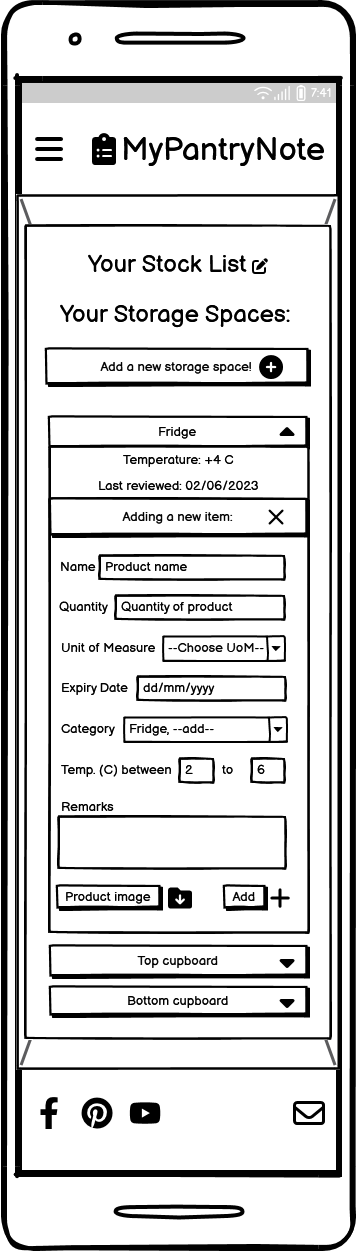 7:41
MyPantryNote
Your Stock List
Your Storage Spaces:
Add a new storage space!
Fridge
Temperature: +4 C
Last reviewed: 02/06/2023
Adding a new item:
Name Product name
Quantity Quantity of product
Unit of Measure --Choose UoM--
Expiry Date dd/mm/yyyy
Category Fridge, --add--
Temp. (C) between 2 to 6
Remarks
Product image Add
Top cupboard
Bottom cupboard